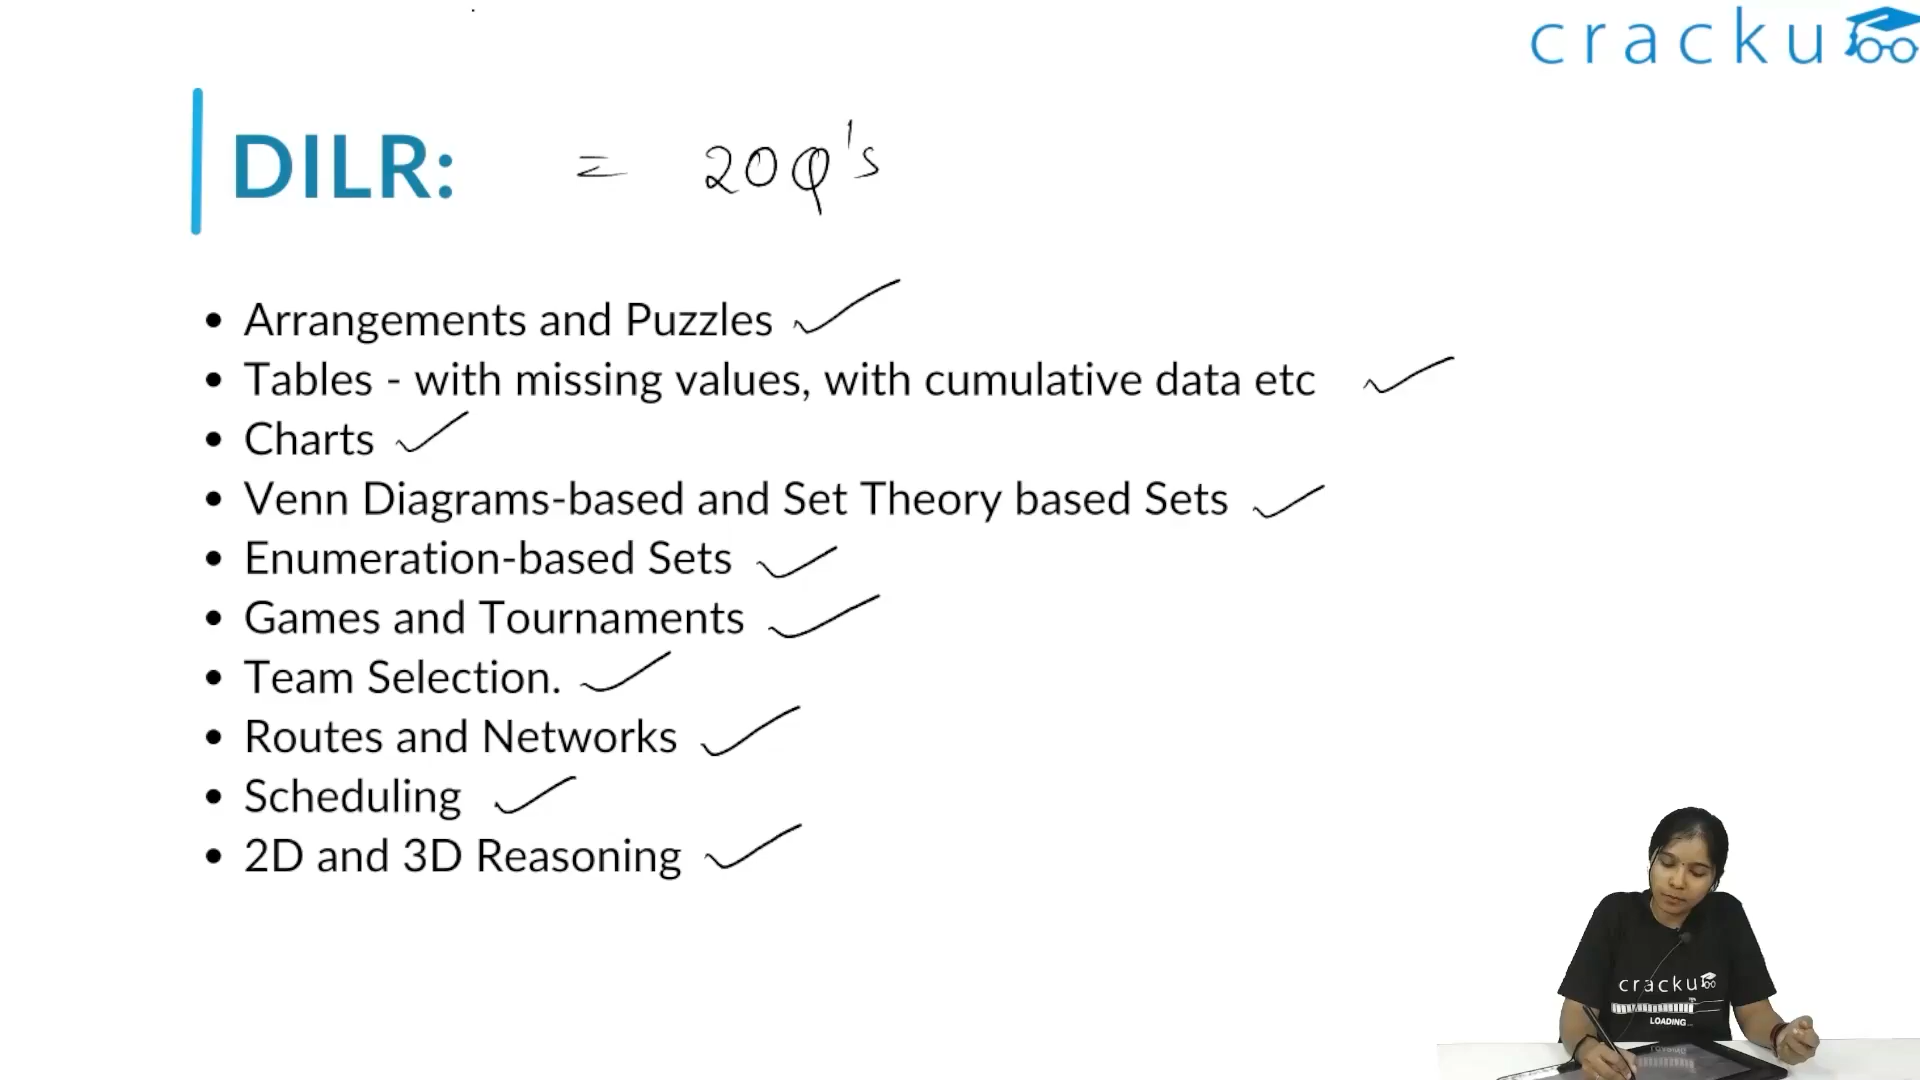 cracku
DILR: = 20Q's
• Arrangements and Puzzles
• Tables - with missing values, with cumulative data etc
• Charts
• Venn Diagrams-based and Set Theory based Sets
• Enumeration-based Sets
• Games and Tournaments
• Team Selection.
• Routes and Networks
• Scheduling
• 2D and 3D Reasoning
cracku
LOADING